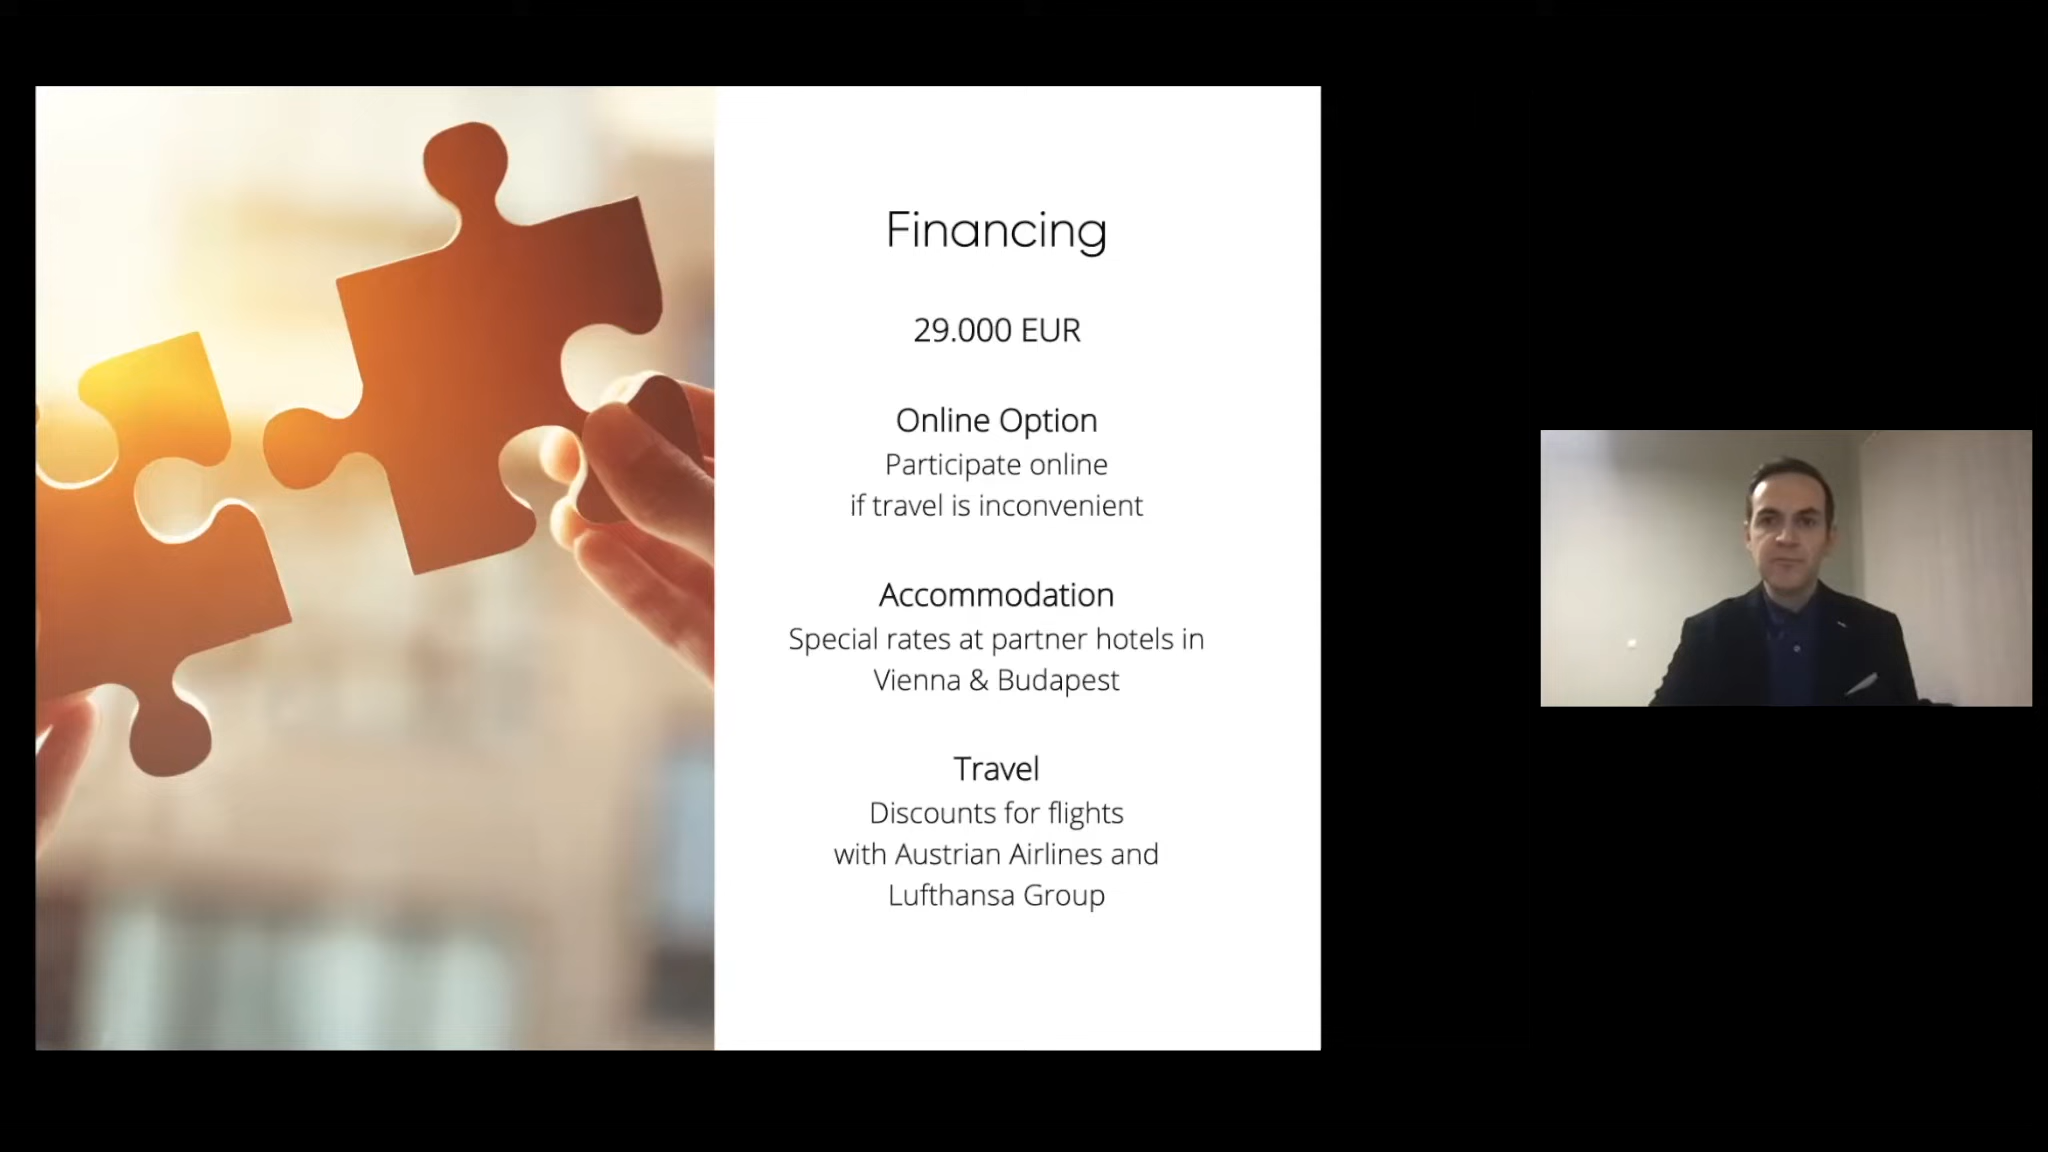 Financing
29.000 EUR
Online Option
Participate online
if travel is inconvenient
Accommodation
Special rates at partner hotels in
Vienna & Budapest
Travel
Discounts for flights
with Austrian Airlines and
Lufthansa Group